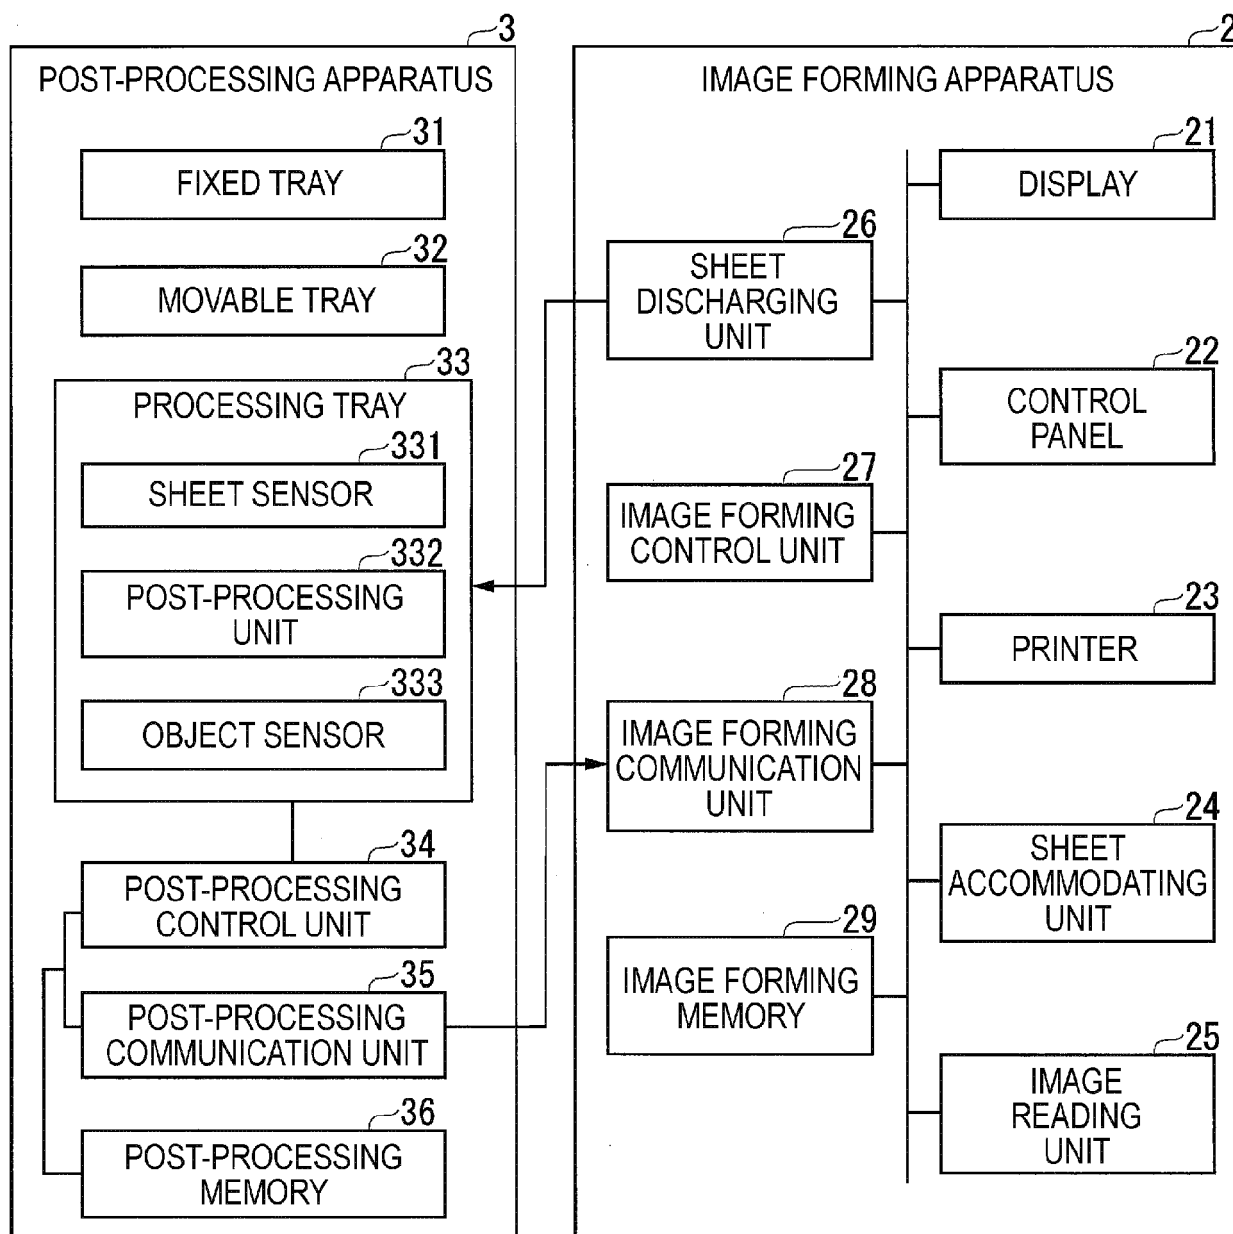 3
POST-PROCESSING APPARATUS
31
FIXED TRAY
32
MOVABLE TRAY
33
PROCESSING TRAY
331
SHEET SENSOR
332
POST-PROCESSING
UNIT
333
OBJECT SENSOR
34
POST-PROCESSING
CONTROL UNIT
35
POST-PROCESSING
COMMUNICATION UNIT
36
POST-PROCESSING
MEMORY
2
IMAGE FORMING APPARATUS
26
SHEET
DISCHARGING
UNIT
27
IMAGE FORMING
CONTROL UNIT
28
IMAGE FORMING
COMMUNICATION
UNIT
29
IMAGE FORMING
MEMORY
21
DISPLAY
22
CONTROL
PANEL
23
PRINTER
24
SHEET
ACCOMMODATING
UNIT
25
IMAGE
READING
UNIT